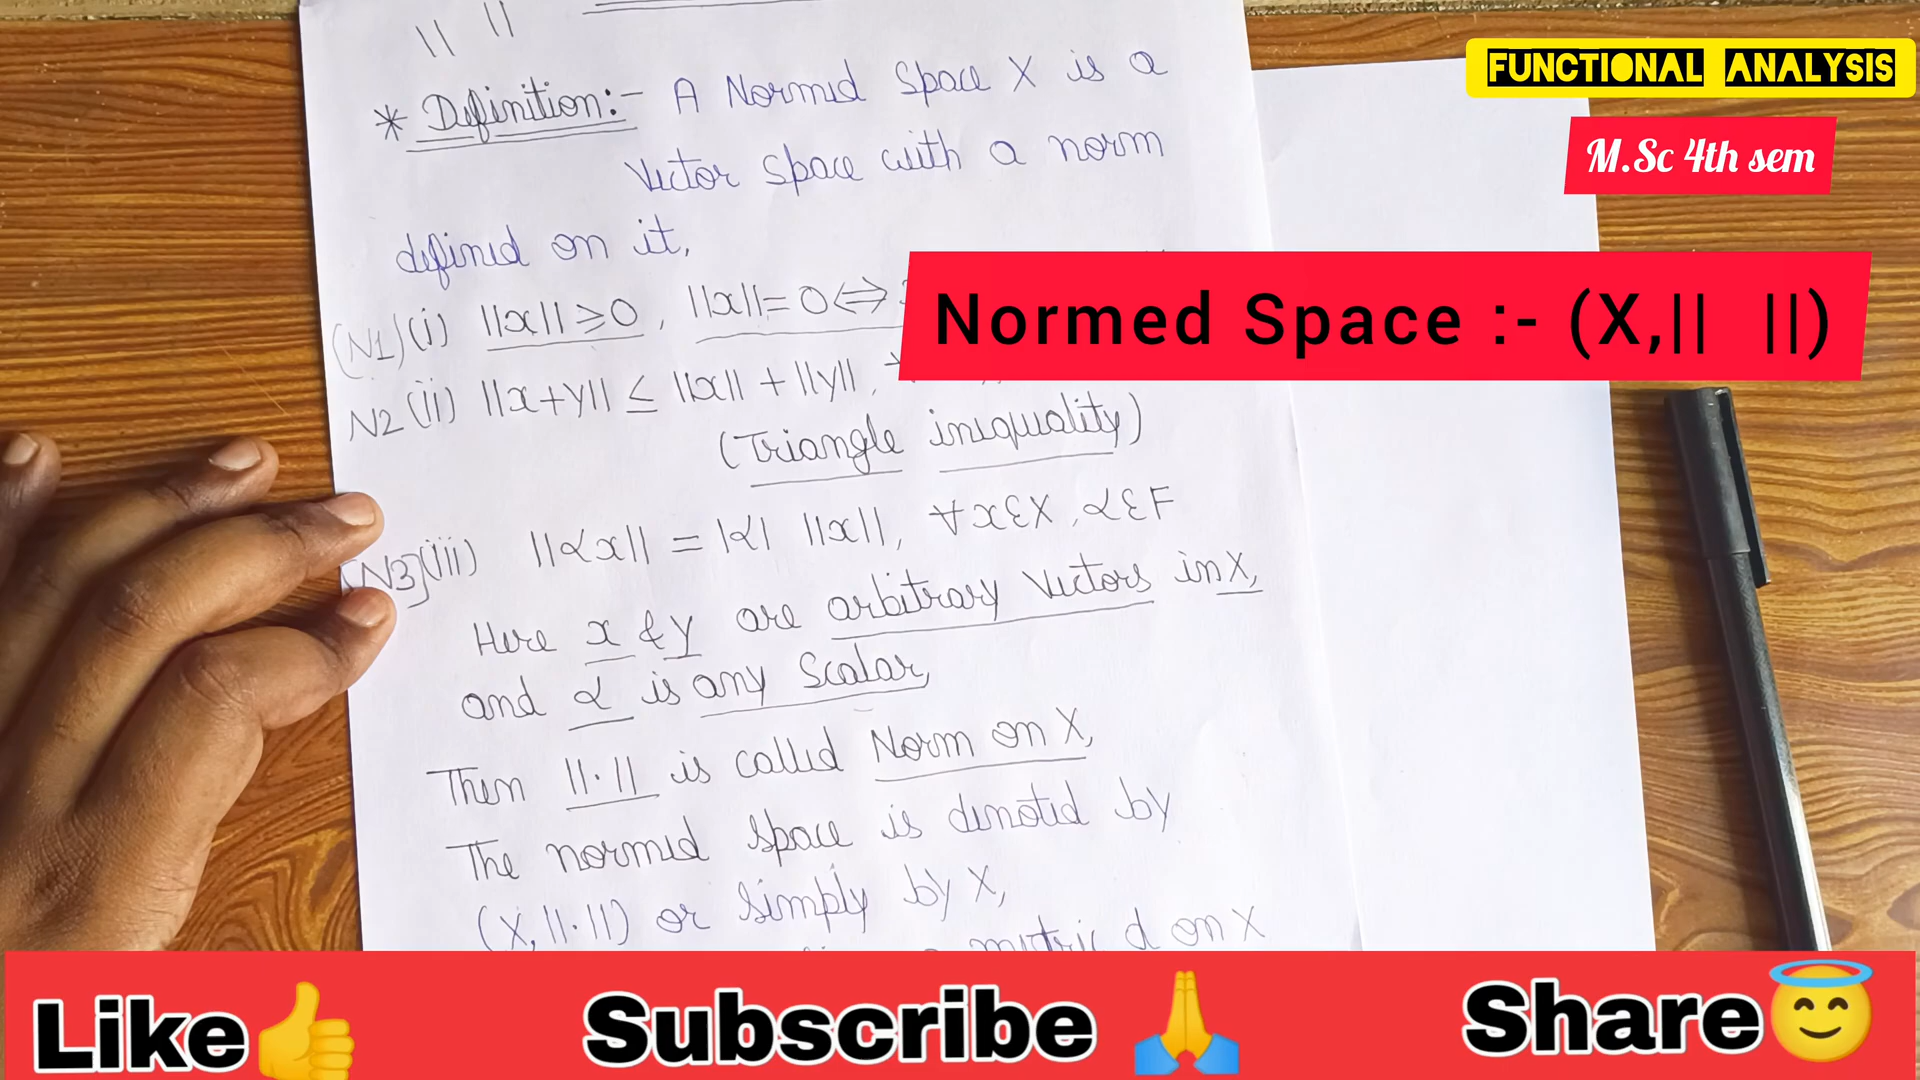 || ||
FUNCTIONAL ANALYSIS
M.Sc 4th sem
* Definition:- A Normed Space X is a
Vector space with a norm
defined on it,
Normed Space :- (X,|| ||)
(N1) (i) ||x|| ≥ 0, ||x|| = 0 ⇔
N2 (ii) ||x+y|| ≤ ||x|| + ||y||,
(Triangle inequality)
(N3) (iii) ||αx|| = |α| ||x||, ∀ x ∈ X, α ∈ F
Here x & y are arbitrary vectors in X,
and α is any Scalar,
Then ||·|| is called Norm on X,
The normed space is denoted by
(X, ||·||) or simply by X,
metric d on X
Like👍 Subscribe 🙏 Share😇